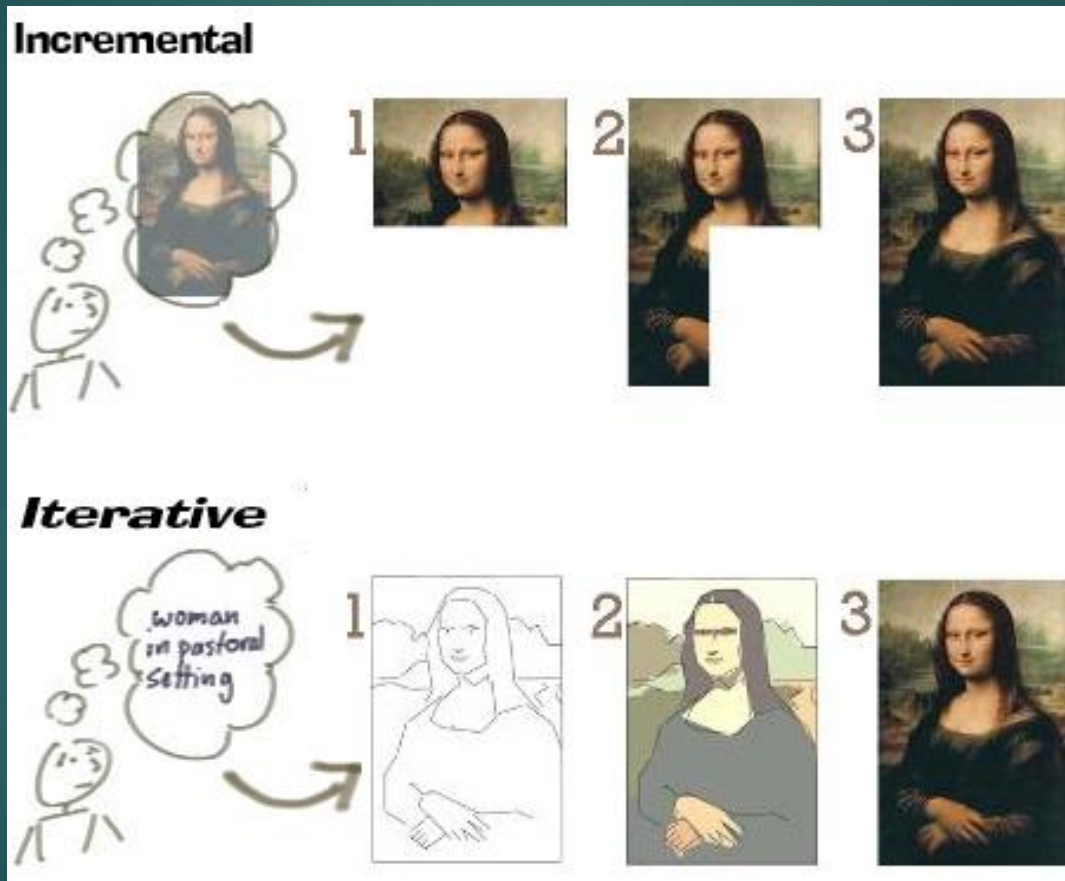 Incremental
1 2 3
Iterative
woman
in pastoral
setting
1 2 3